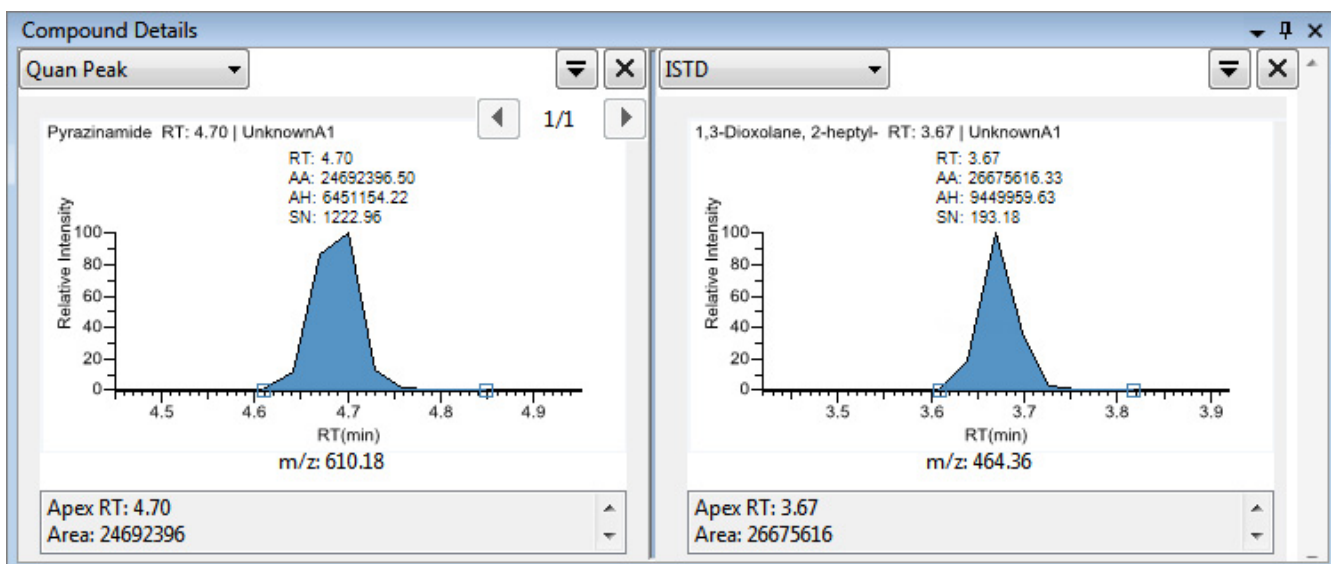 Compound Details
Quan Peak
1/1
Pyrazinamide RT: 4.70 | UnknownA1
RT: 4.70
AA: 24692396.50
AH: 6451154.22
SN: 1222.96
Relative Intensity
100
80
60
40
20
0
4.5 4.6 4.7 4.8 4.9
RT(min)
m/z: 610.18
Apex RT: 4.70
Area: 24692396
ISTD
1,3-Dioxolane, 2-heptyl- RT: 3.67 | UnknownA1
RT: 3.67
AA: 26675616.33
AH: 9449959.63
SN: 193.18
Relative Intensity
100
80
60
40
20
0
3.5 3.6 3.7 3.8 3.9
RT(min)
m/z: 464.36
Apex RT: 3.67
Area: 26675616